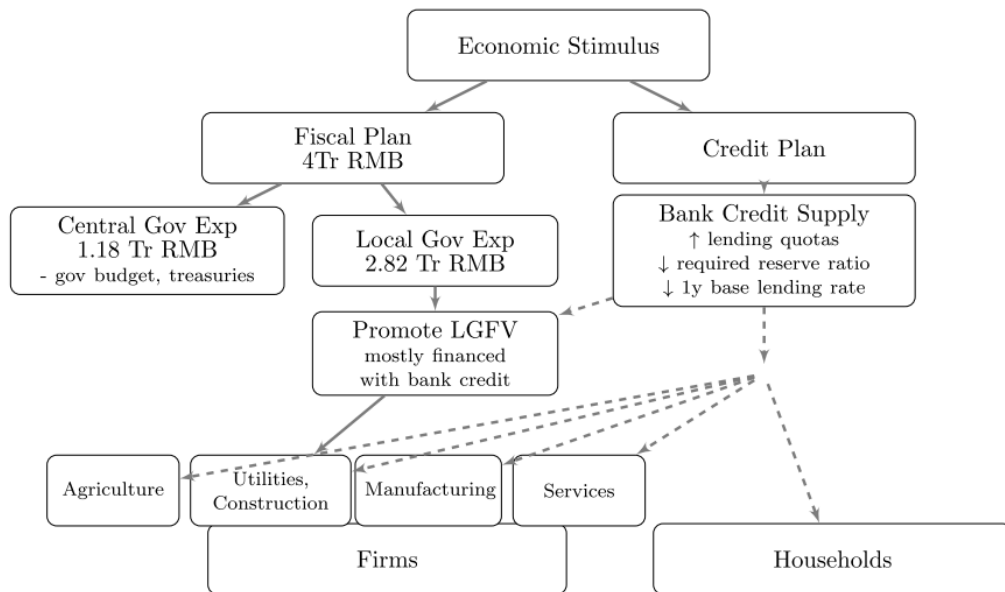 Economic Stimulus
Fiscal Plan
4Tr RMB
Credit Plan
Central Gov Exp
1.18 Tr RMB
- gov budget, treasuries
Local Gov Exp
2.82 Tr RMB
Bank Credit Supply
↑ lending quotas
↓ required reserve ratio
↓ 1y base lending rate
Promote LGFV
mostly financed
with bank credit
Agriculture
Utilities,
Construction
Manufacturing
Services
Firms
Households